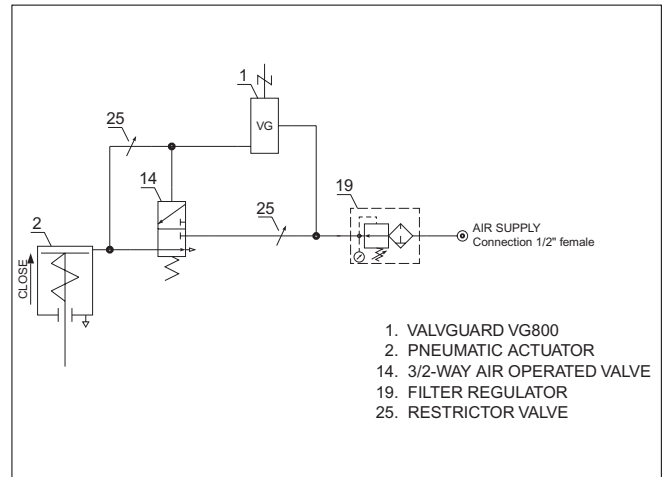 1
25
VG
14
19
25
2
AIR SUPPLY
Connection 1/2" female
CLOSE
1. VALVGUARD VG800
2. PNEUMATIC ACTUATOR
14. 3/2-WAY AIR OPERATED VALVE
19. FILTER REGULATOR
25. RESTRICTOR VALVE